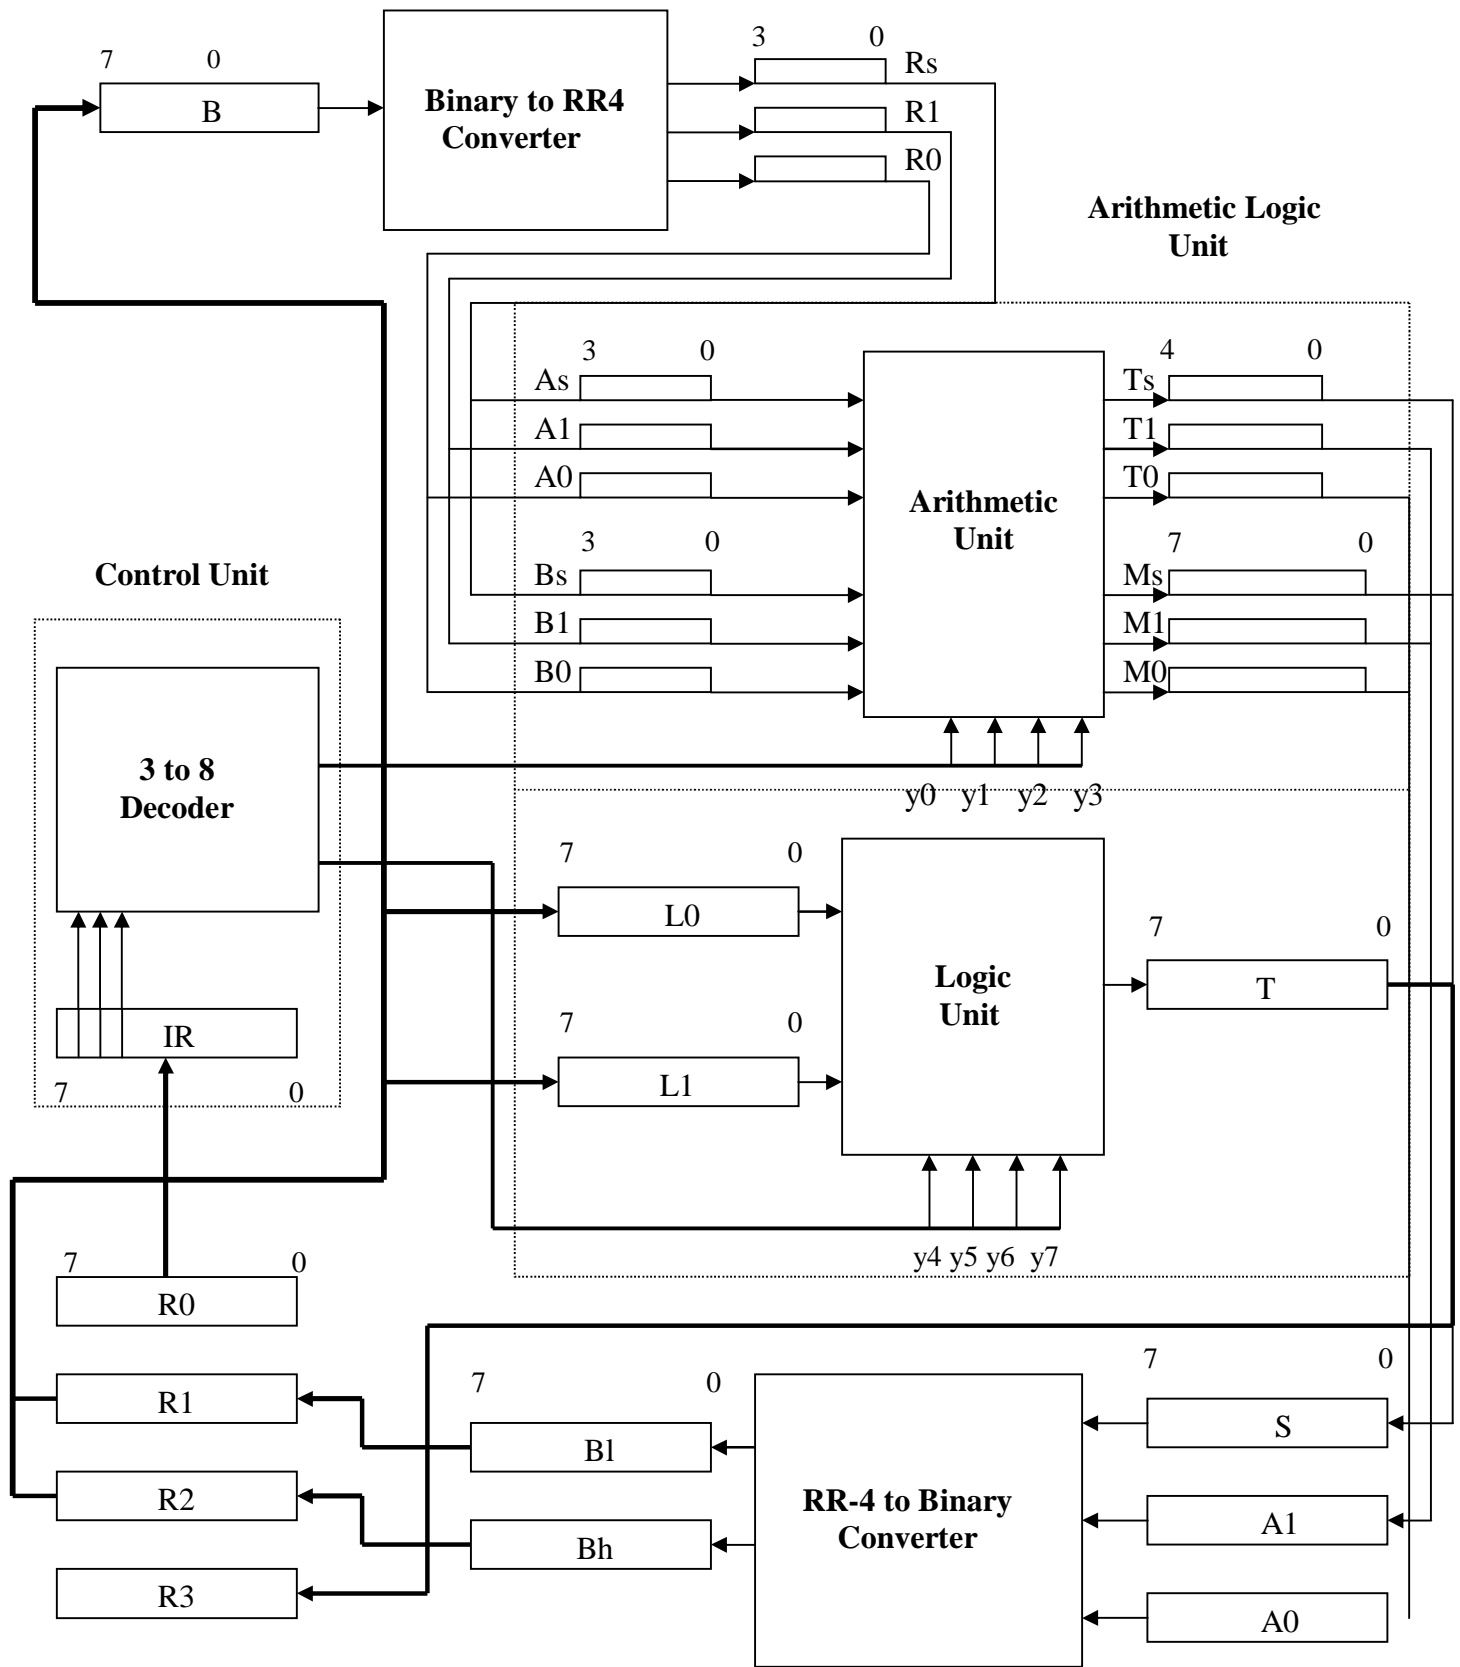 7 0
B
Binary to RR4
Converter
3 0
Rs
R1
R0
Arithmetic Logic
Unit
3 0
As
A1
A0
3 0
Bs
B1
B0
Arithmetic
Unit
4 0
Ts
T1
T0
7 0
Ms
M1
M0
y0 y1 y2 y3
Control Unit
3 to 8
Decoder
IR
7 0
7 0
L0
7 0
L1
Logic
Unit
7 0
T
y4 y5 y6 y7
7 0
R0
R1
R2
R3
7 0
Bl
Bh
RR-4 to Binary
Converter
7 0
S
A1
A0